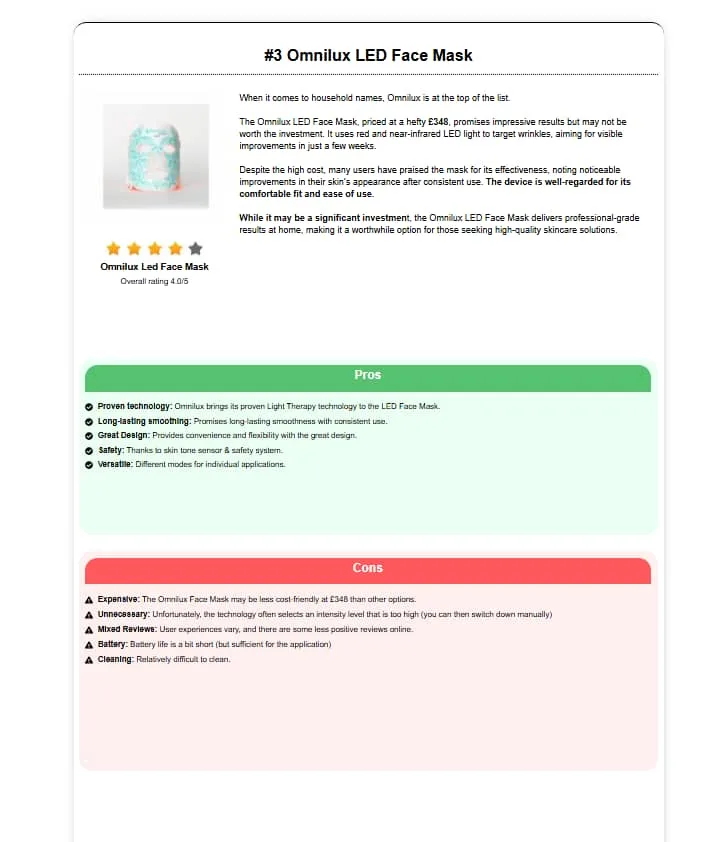 #3 Omnilux LED Face Mask
When it comes to household names, Omnilux is at the top of the list.
The Omnilux LED Face Mask, priced at a hefty £348, promises impressive results but may not be
worth the investment. It uses red and near-infrared LED light to target wrinkles, aiming for visible
improvements in just a few weeks.
Despite the high cost, many users have praised the mask for its effectiveness, noting noticeable
improvements in their skin's appearance after consistent use. The device is well-regarded for its
comfortable fit and ease of use.
While it may be a significant investment, the Omnilux LED Face Mask delivers professional-grade
results at home, making it a worthwhile option for those seeking high-quality skincare solutions.
Omnilux Led Face Mask
Overall rating 4.0/5
Pros
Proven technology: Omnilux brings its proven Light Therapy technology to the LED Face Mask.
Long-lasting smoothing: Promises long-lasting smoothness with consistent use.
Great Design: Provides convenience and flexibility with the great design.
Safety: Thanks to skin tone sensor & safety system.
Versatile: Different modes for individual applications.
Cons
Expensive: The Omnilux Face Mask may be less cost-friendly at £348 than other options.
Unnecessary: Unfortunately, the technology often selects an intensity level that is too high (you can then switch down manually)
Mixed Reviews: User experiences vary, and there are some less positive reviews online.
Battery: Battery life is a bit short (but sufficient for the application)
Cleaning: Relatively difficult to clean.